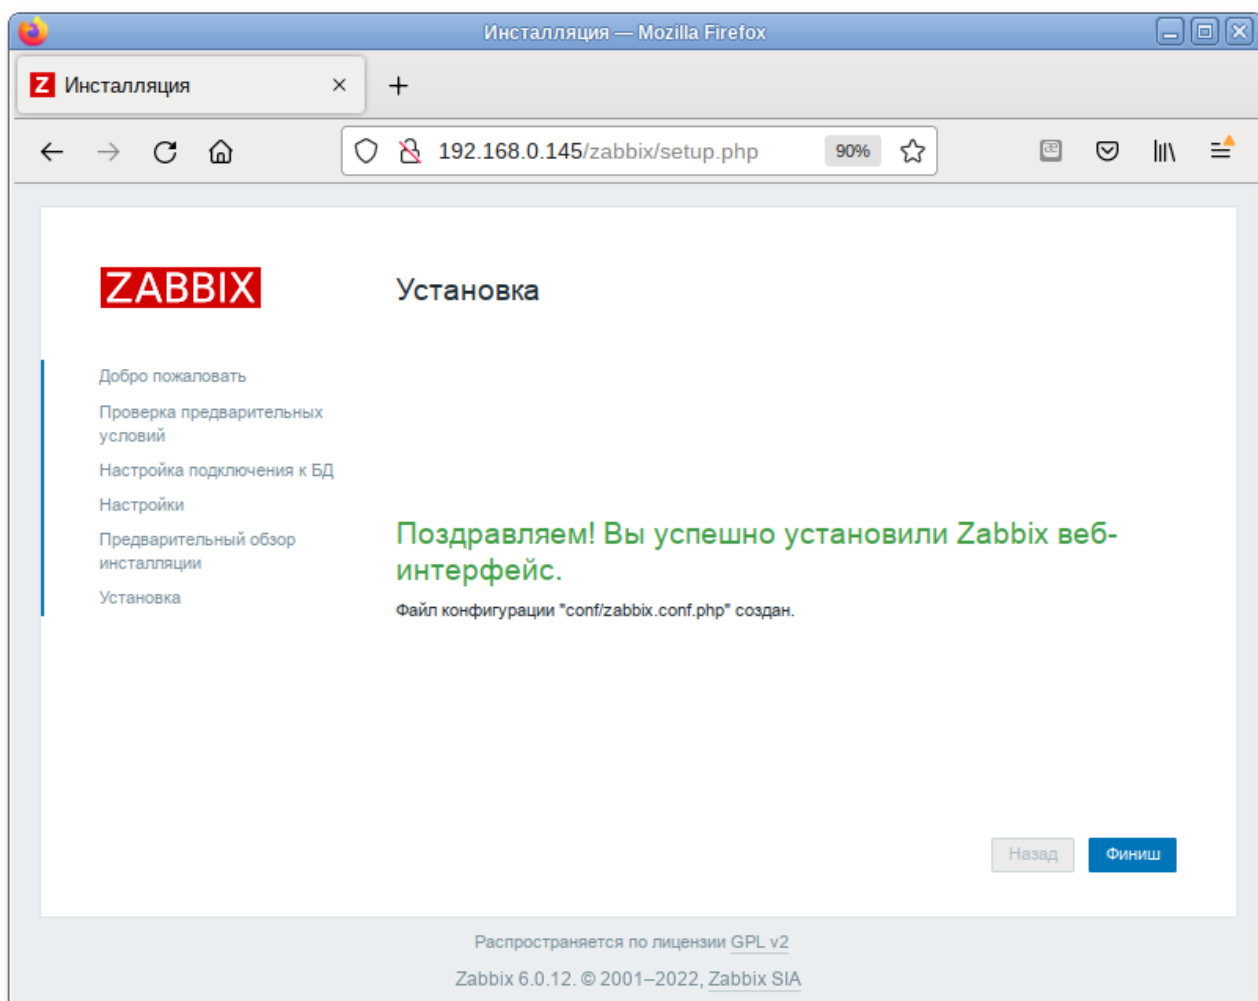 Инсталляция — Mozilla Firefox
Z Инсталляция
192.168.0.145/zabbix/setup.php 90%
ZABBIX
Установка
Добро пожаловать
Проверка предварительных
условий
Настройка подключения к БД
Настройки
Предварительный обзор
инсталляции
Установка
Поздравляем! Вы успешно установили Zabbix веб-
интерфейс.
Файл конфигурации "conf/zabbix.conf.php" создан.
Назад Финиш
Распространяется по лицензии GPL v2
Zabbix 6.0.12. © 2001–2022, Zabbix SIA